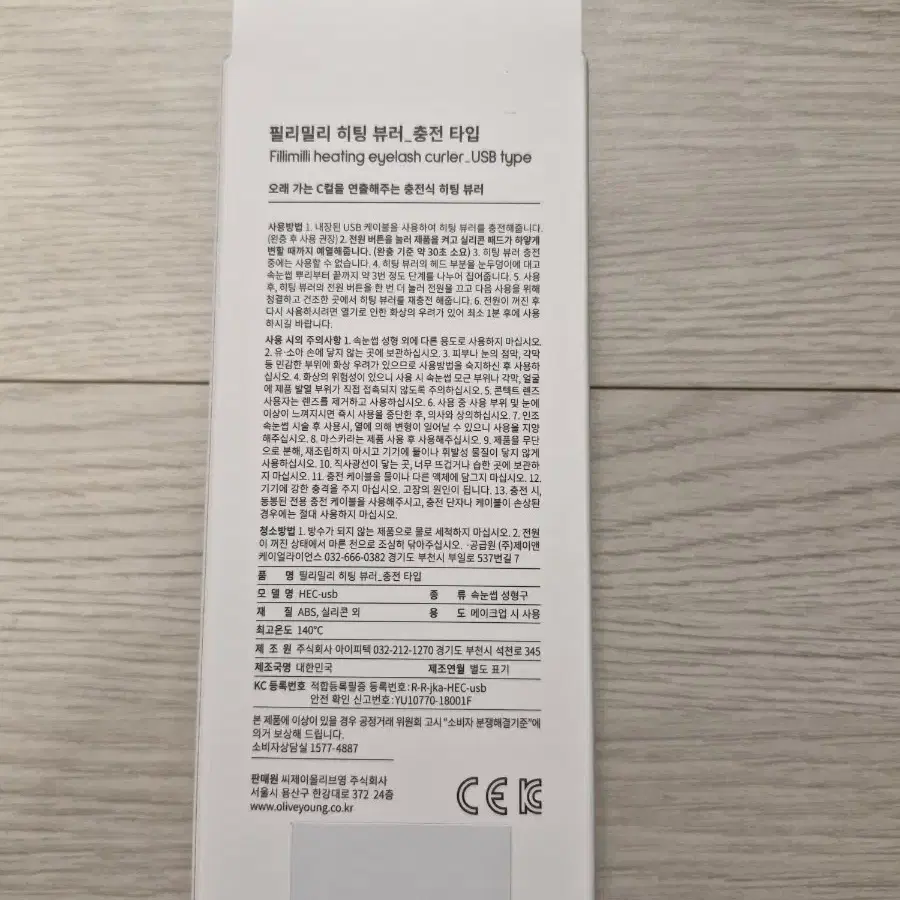 필리밀리 히팅 뷰러_충전 타입
Fillimilli heating eyelash curler_USB type
오래 가는 C컬을 연출해주는 충전식 히팅 뷰러
사용방법 1. 내장된 USB 케이블을 사용하여 히팅 뷰러를 충전해줍니다.
(완충 후 사용 권장) 2. 전원 버튼을 눌러 제품을 켜고 실리콘 패드가 하얗게
변할 때까지 예열해줍니다. (완충 기준 약 30초 소요) 3. 히팅 뷰러 충전
중에는 사용할 수 없습니다. 4. 히팅 뷰러의 헤드 부분을 눈두덩이에 대고
속눈썹 뿌리부터 끝까지 약 3번 정도 단계를 나누어 집어줍니다. 5. 사용
후, 히팅 뷰러의 전원 버튼을 한 번 더 눌러 전원을 끄고 다음 사용을 위해
청결하고 건조한 곳에서 히팅 뷰러를 재충전 해줍니다. 6. 전원이 꺼진 후
다시 사용하시려면 열기로 인한 화상의 우려가 있어 최소 1분 후에 사용
하시길 바랍니다.
사용 시의 주의사항 1. 속눈썹 성형 외에 다른 용도로 사용하지 마십시오.
2. 유·소아 손에 닿지 않는 곳에 보관하십시오. 3. 피부나 눈의 점막, 각막
등 민감한 부위에 화상 우려가 있으므로 사용방법을 숙지하신 후 사용하
십시오. 4. 화상의 위험성이 있으니 사용 시 속눈썹 모근 부위나 각막, 얼굴
에 제품 발열 부위가 직접 접촉되지 않도록 주의하십시오. 5. 콘택트 렌즈
사용자는 렌즈를 제거하고 사용하십시오. 6. 사용 중 사용 부위 및 눈에
이상이 느껴지시면 즉시 사용을 중단한 후, 의사와 상의하십시오. 7. 인조
속눈썹 시술 후 사용시, 열에 의해 변형이 일어날 수 있으니 사용을 지양
해주십시오. 8. 마스카라는 제품 사용 후 사용해주십시오. 9. 제품을 무단
으로 분해, 재조립하지 마시고 기기에 물이나 휘발성 물질이 닿지 않게
사용하십시오. 10. 직사광선이 닿는 곳, 너무 뜨겁거나 습한 곳에 보관하
지 마십시오. 11. 충전 케이블을 물이나 다른 액체에 담그지 마십시오. 12.
기기에 강한 충격을 주지 마십시오. 고장의 원인이 됩니다. 13. 충전 시,
동봉된 전용 충전 케이블을 사용해주시고, 충전 단자나 케이블이 손상된
경우에는 절대 사용하지 마십시오.
청소방법 1. 방수가 되지 않는 제품으로 물로 세척하지 마십시오. 2. 전원
이 꺼진 상태에서 마른 천으로 조심히 닦아주십시오. ·공급원 (주)제이앤
케이얼라이언스 032-666-0382 경기도 부천시 부일로 537번길 7
품 명 필리밀리 히팅 뷰러_충전 타입
모 델 명 HEC-usb 종 류 속눈썹 성형구
재 질 ABS, 실리콘 외 용 도 메이크업 시 사용
최고온도 140℃
제 조 원 주식회사 아이피텍 032-212-1270 경기도 부천시 석천로 345
제조국명 대한민국 제조연월 별도 표기
KC 등록번호 적합등록필증 등록번호:R-R-jka-HEC-usb
안전 확인 신고번호:YU10770-18001F
본 제품에 이상이 있을 경우 공정거래 위원회 고시 "소비자 분쟁해결기준"에
의거 보상해 드립니다.
소비자상담실 1577-4887
판매원 씨제이올리브영 주식회사
서울시 용산구 한강대로 372 24층
www.oliveyoung.co.kr
CE KC